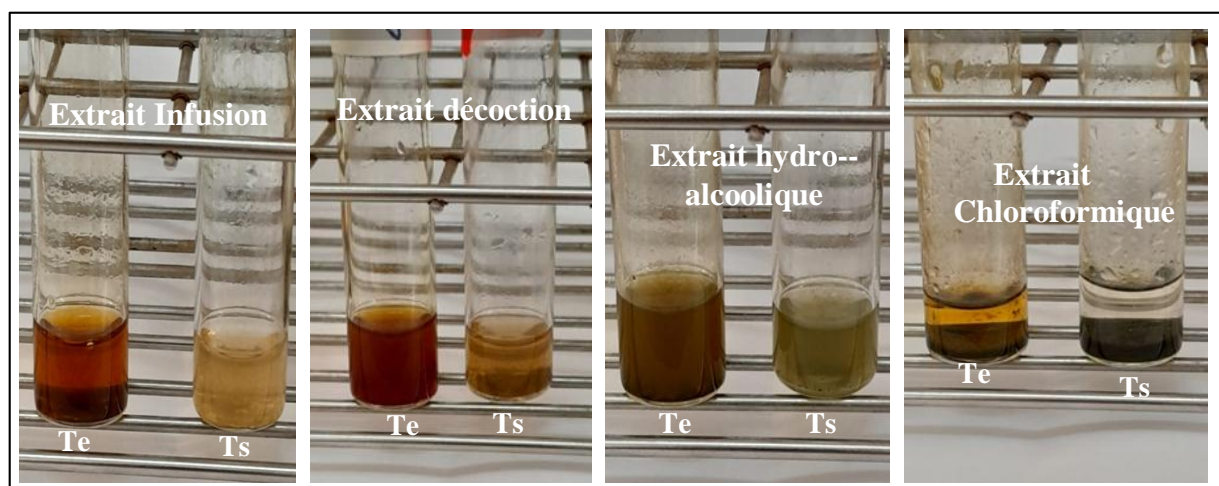 Extrait Infusion
Te
Ts
Extrait décoction
Te
Ts
Extrait hydro--
alcoolique
Te
Ts
Extrait
Chloroformique
Te
Ts